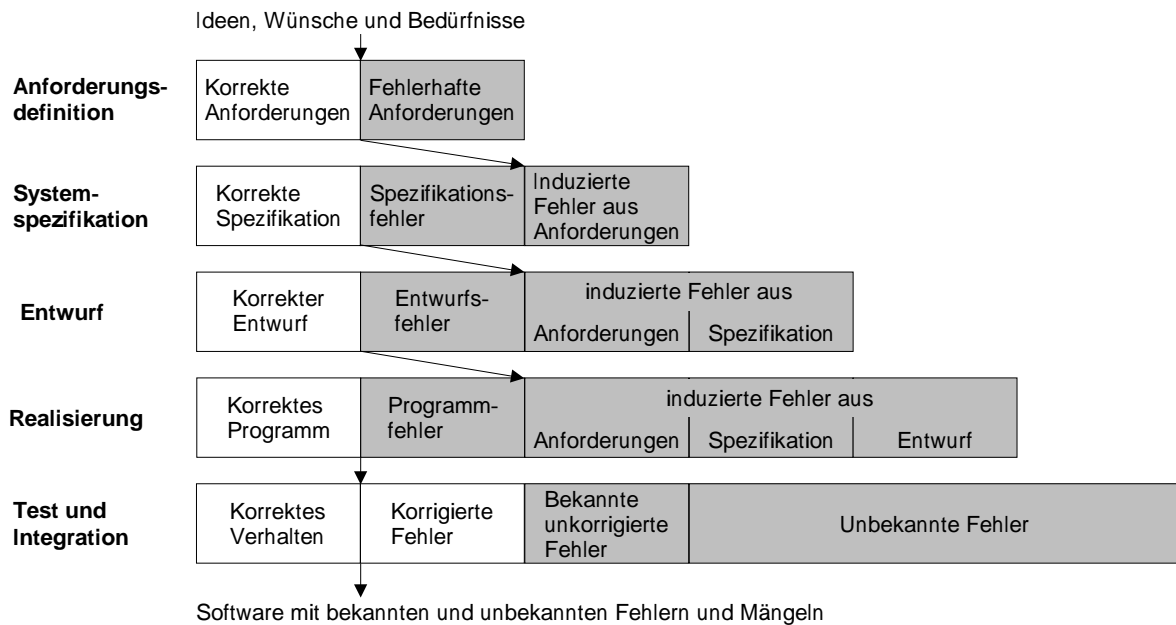 Ideen, Wünsche und Bedürfnisse
Anforderungs-
definition
Korrekte
Anforderungen
Fehlerhafte
Anforderungen
System-
spezifikation
Korrekte
Spezifikation
Spezifikations-
fehler
Induzierte
Fehler aus
Anforderungen
Entwurf
Korrekter
Entwurf
Entwurfs-
fehler
induzierte Fehler aus
Anforderungen
Spezifikation
Realisierung
Korrektes
Programm
Programm-
fehler
induzierte Fehler aus
Anforderungen
Spezifikation
Entwurf
Test und
Integration
Korrektes
Verhalten
Korrigierte
Fehler
Bekannte
unkorrigierte
Fehler
Unbekannte Fehler
Software mit bekannten und unbekannten Fehlern und Mängeln